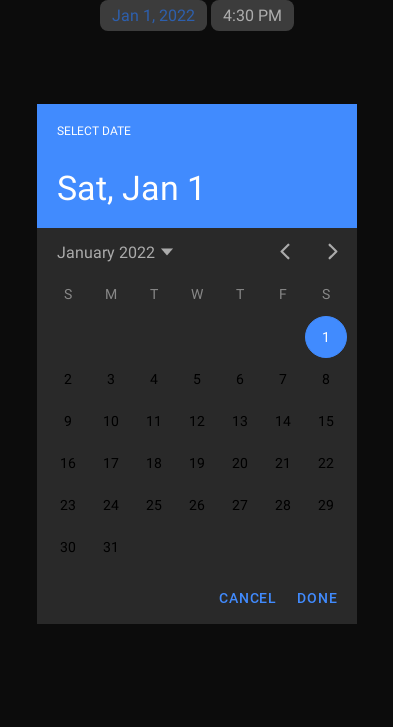 Jan 1, 2022 4:30 PM
SELECT DATE
Sat, Jan 1
January 2022
S M T W T F S
1
2 3 4 5 6 7 8
9 10 11 12 13 14 15
16 17 18 19 20 21 22
23 24 25 26 27 28 29
30 31
CANCEL DONE